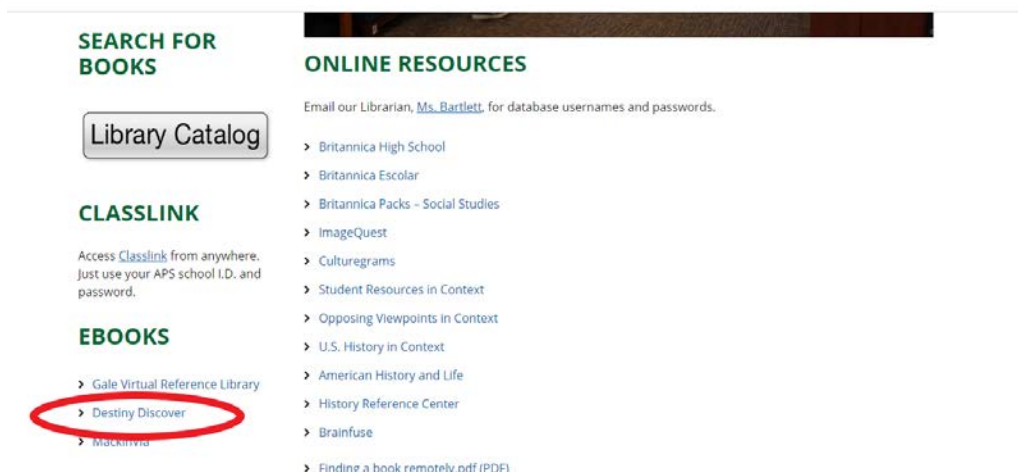 SEARCH FOR
BOOKS
Library Catalog
CLASSLINK
Access Classlink from anywhere.
Just use your APS school I.D. and
password.
EBOOKS
Gale Virtual Reference Library
Destiny Discover
MackinVia
ONLINE RESOURCES
Email our Librarian, Ms. Bartlett, for database usernames and passwords.
Britannica High School
Britannica Escolar
Britannica Packs – Social Studies
ImageQuest
Culturegrams
Student Resources in Context
Opposing Viewpoints in Context
U.S. History in Context
American History and Life
History Reference Center
Brainfuse
Finding a book remotely.pdf (PDF)